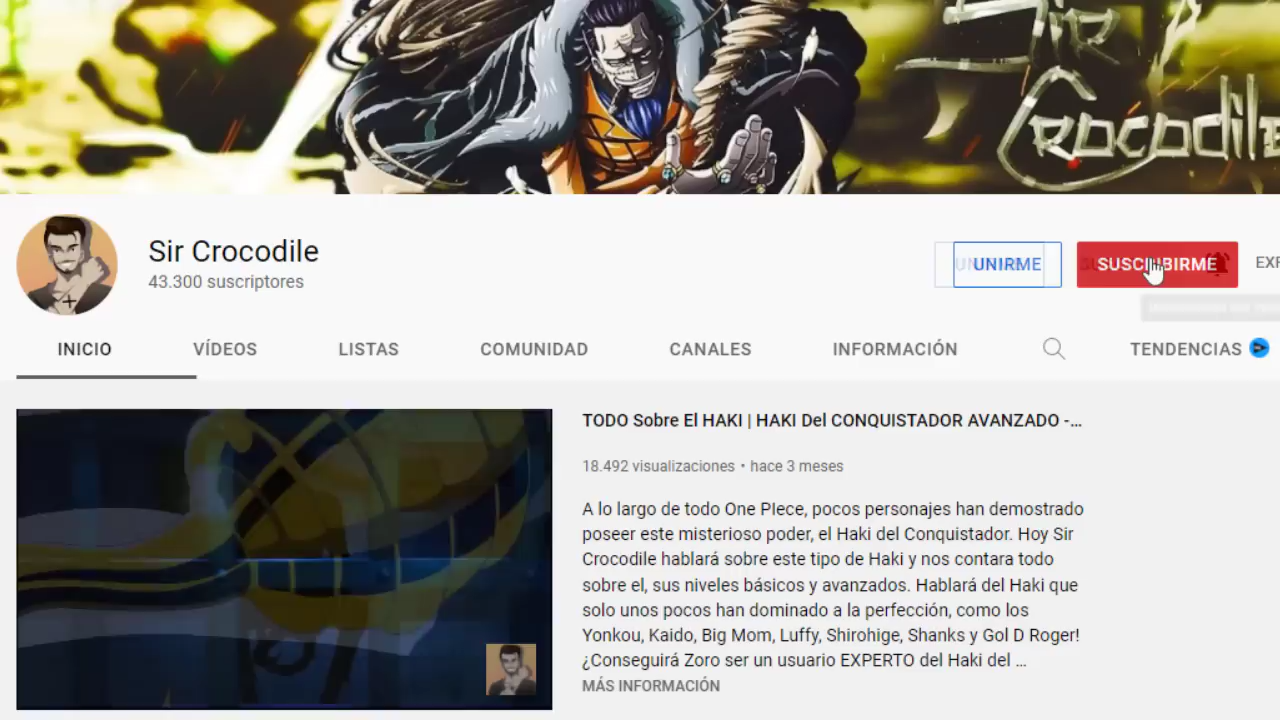 Sir
Crocodile
Sir Crocodile
43.300 suscriptores
UNIRME
SUSCRIBIRME
INICIO
VÍDEOS
LISTAS
COMUNIDAD
CANALES
INFORMACIÓN
TENDENCIAS
TODO Sobre El HAKI | HAKI Del CONQUISTADOR AVANZADO -...
18.492 visualizaciones • hace 3 meses
A lo largo de todo One PIece, pocos personajes han demostrado
poseer este misterioso poder, el Haki del Conquistador. Hoy Sir
Crocodile hablará sobre este tipo de Haki y nos contara todo
sobre el, sus niveles básicos y avanzados. Hablará del Haki que
solo unos pocos han dominado a la perfección, como los
Yonkou, Kaido, Big Mom, Luffy, Shirohige, Shanks y Gol D Roger!
¿Conseguirá Zoro ser un usuario EXPERTO del Haki del ...
MÁS INFORMACIÓN